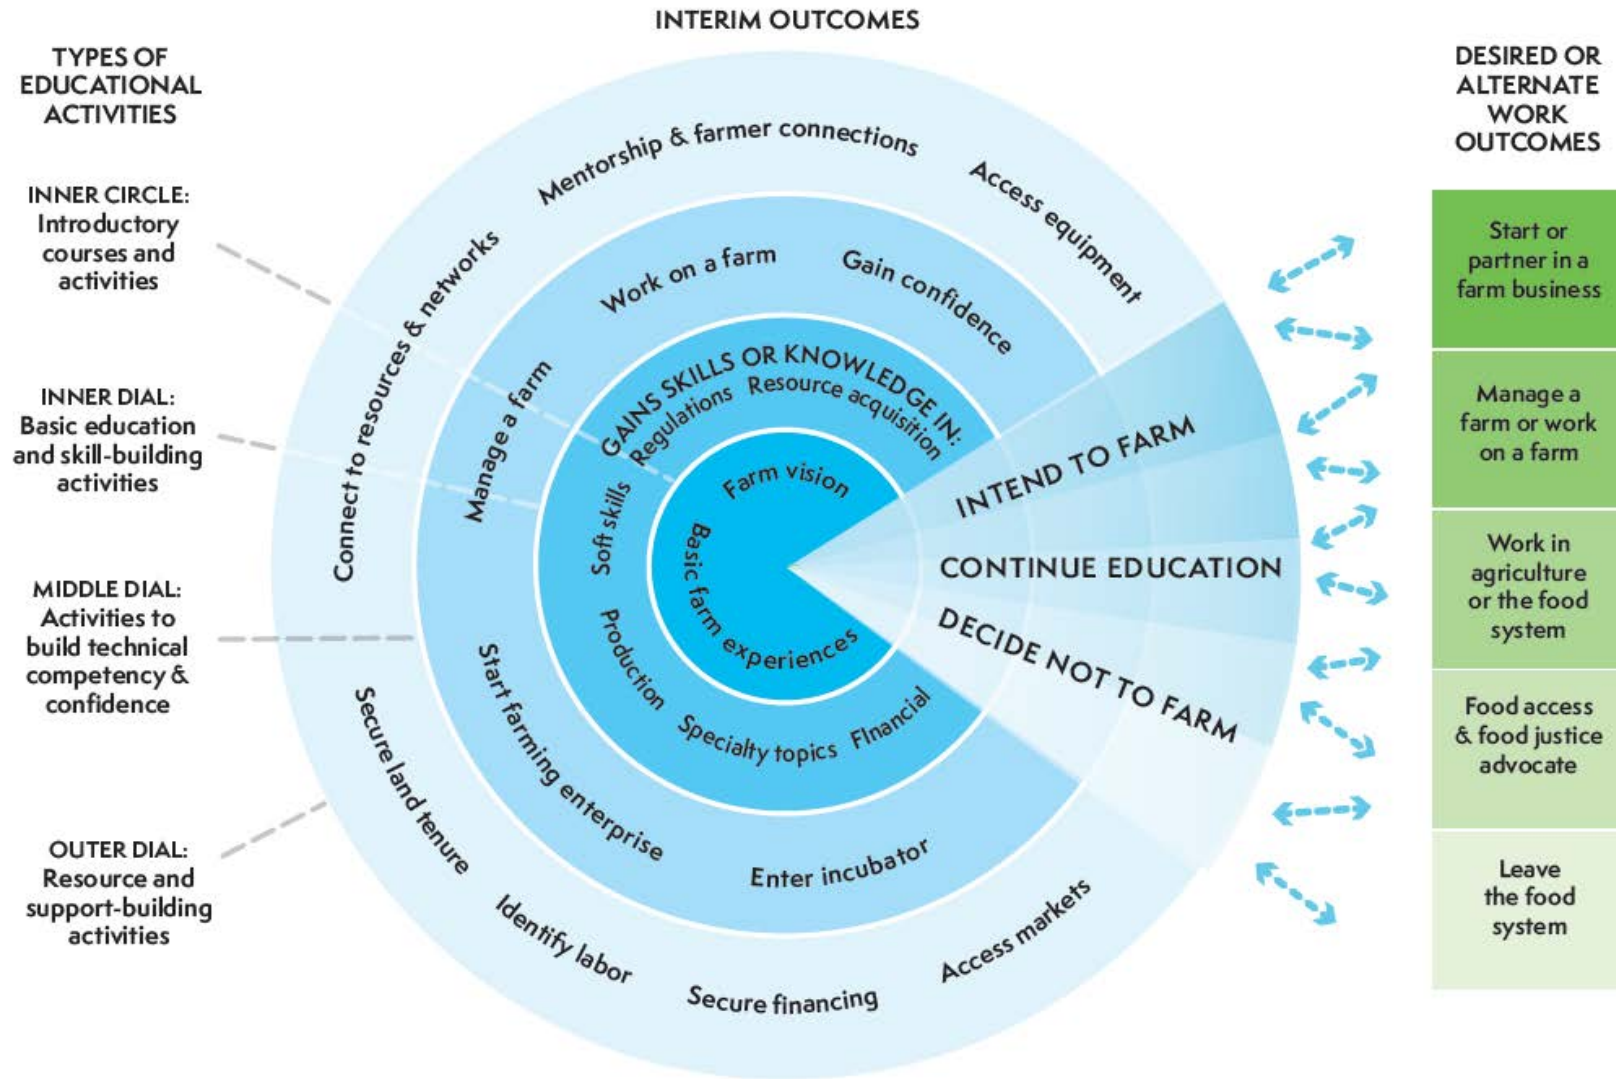 INTERIM OUTCOMES
TYPES OF
EDUCATIONAL
ACTIVITIES
INNER CIRCLE:
Introductory
courses and
activities
INNER DIAL:
Basic education
and skill-building
activities
MIDDLE DIAL:
Activities to
build technical
competency &
confidence
OUTER DIAL:
Resource and
support-building
activities
Connect to resources & networks
Mentorship & farmer connections
Access equipment
Secure land tenure
Identify labor
Secure financing
Access markets
Manage a farm
Work on a farm
Gain confidence
Start farming enterprise
Enter incubator
GAINS SKILLS OR KNOWLEDGE IN:
Soft skills
Regulations
Resource acquisition
Production
Specialty topics
FInancial
Farm vision
Basic farm experiences
INTEND TO FARM
CONTINUE EDUCATION
DECIDE NOT TO FARM
DESIRED OR
ALTERNATE
WORK
OUTCOMES
Start or
partner in a
farm business
Manage a
farm or work
on a farm
Work in
agriculture
or the food
system
Food access
& food justice
advocate
Leave
the food
system